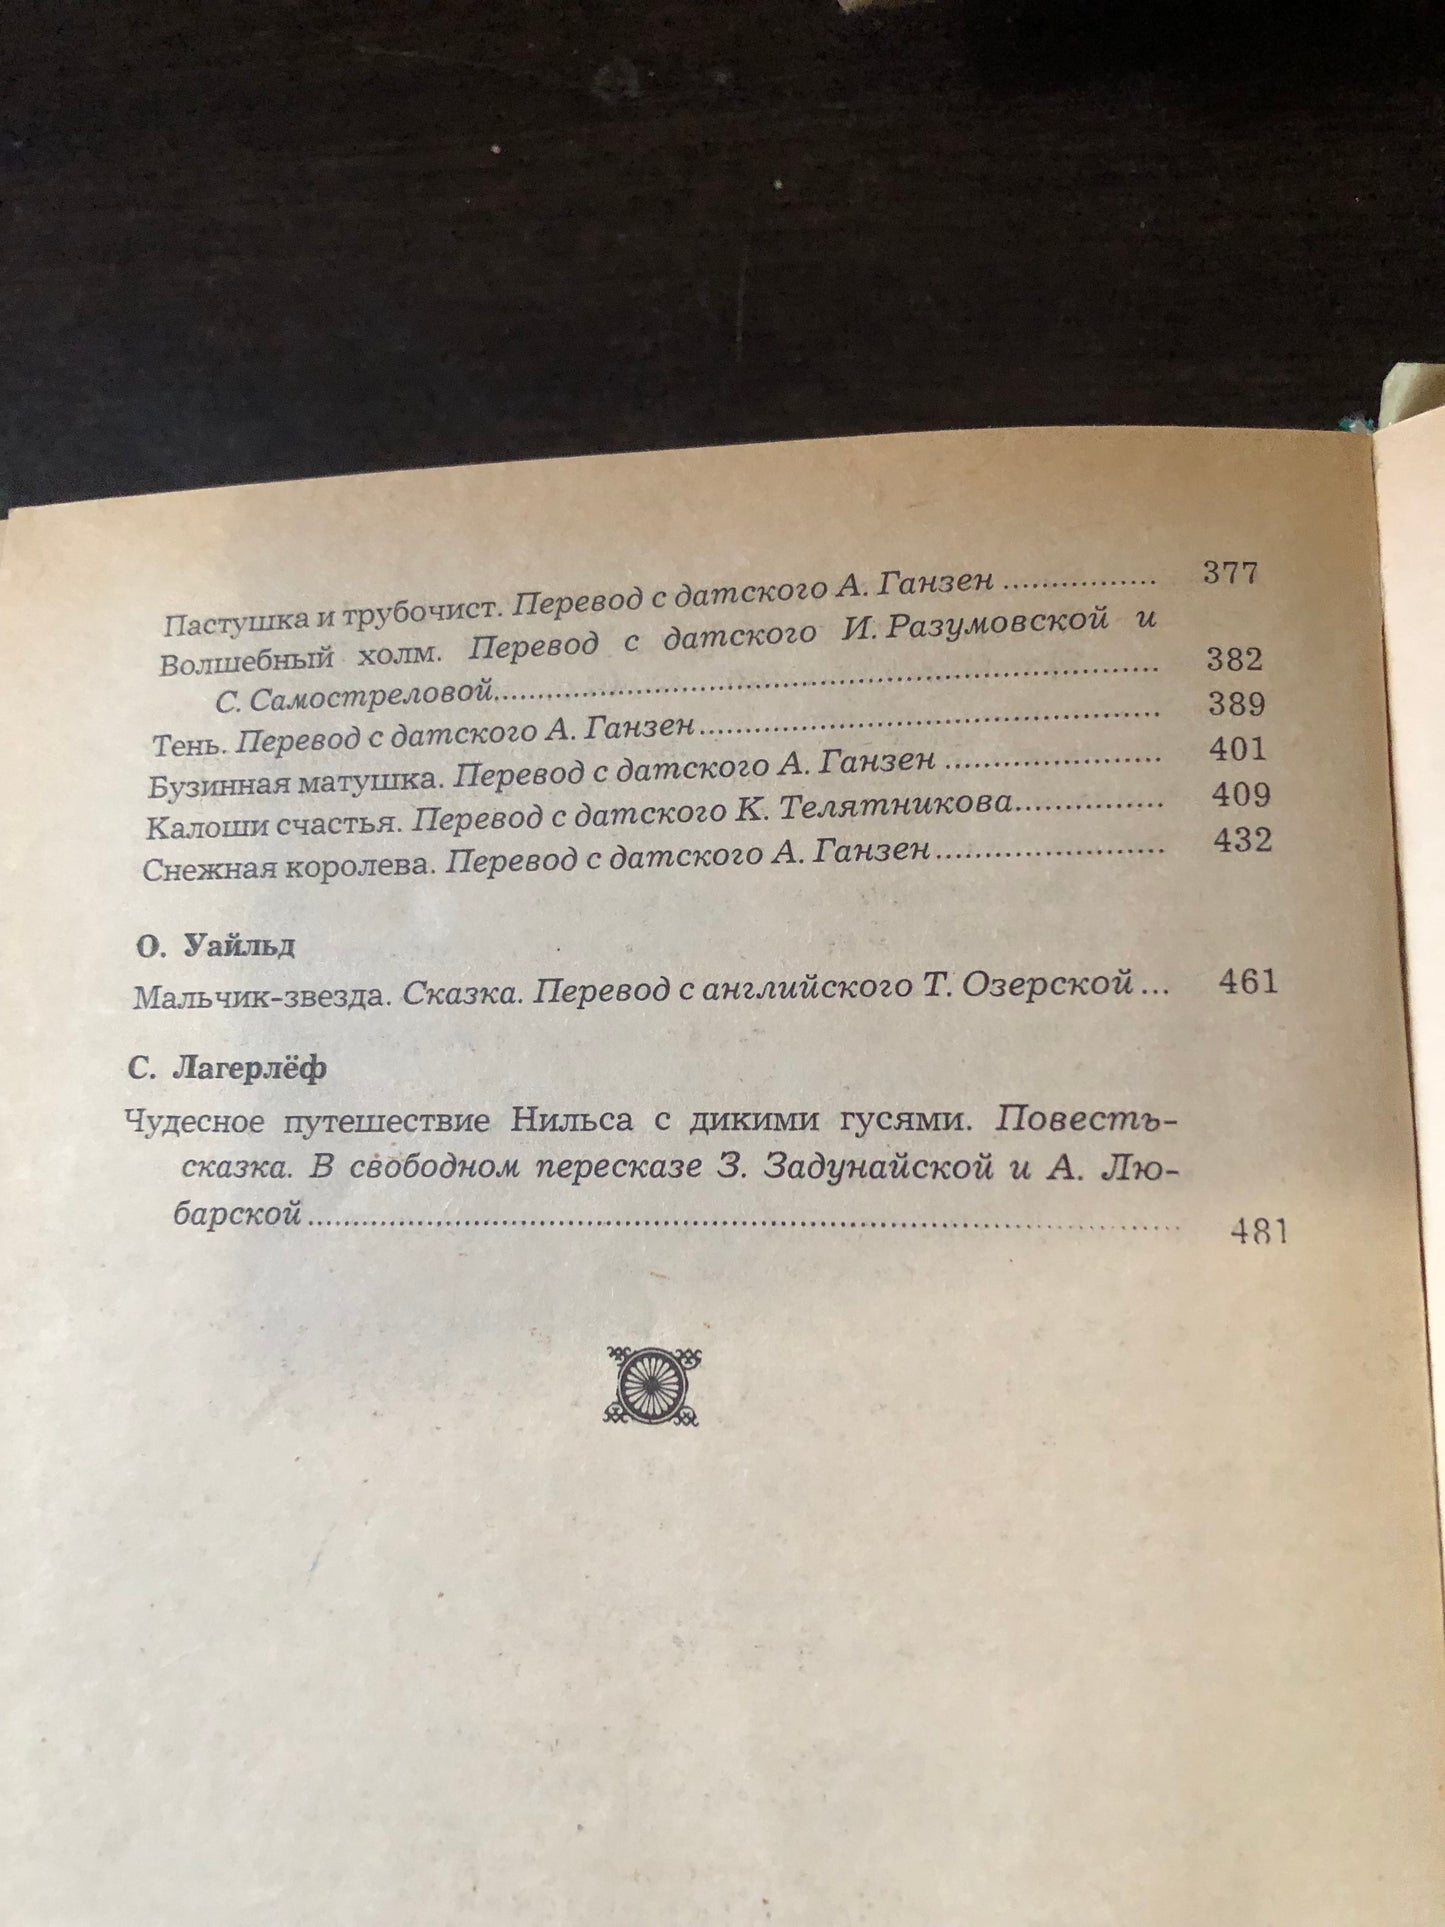 Пастушка и трубочист. Перевод с датского А. Ганзен ................ 377
Волшебный холм. Перевод с датского И. Разумовской и
С. Самостреловой.................................................................... 382
Тень. Перевод с датского А. Ганзен.............................................. 389
Бузинная матушка. Перевод с датского А. Ганзен ...................... 401
Калоши счастья. Перевод с датского К. Телятникова............... 409
Снежная королева. Перевод с датского А. Ганзен....................... 432
О. Уайльд
Мальчик-звезда. Сказка. Перевод с английского Т. Озерской ... 461
С. Лагерлёф
Чудесное путешествие Нильса с дикими гусями. Повесть-
сказка. В свободном пересказе З. Задунайской и А. Лю-
барской ........................................................................................ 481